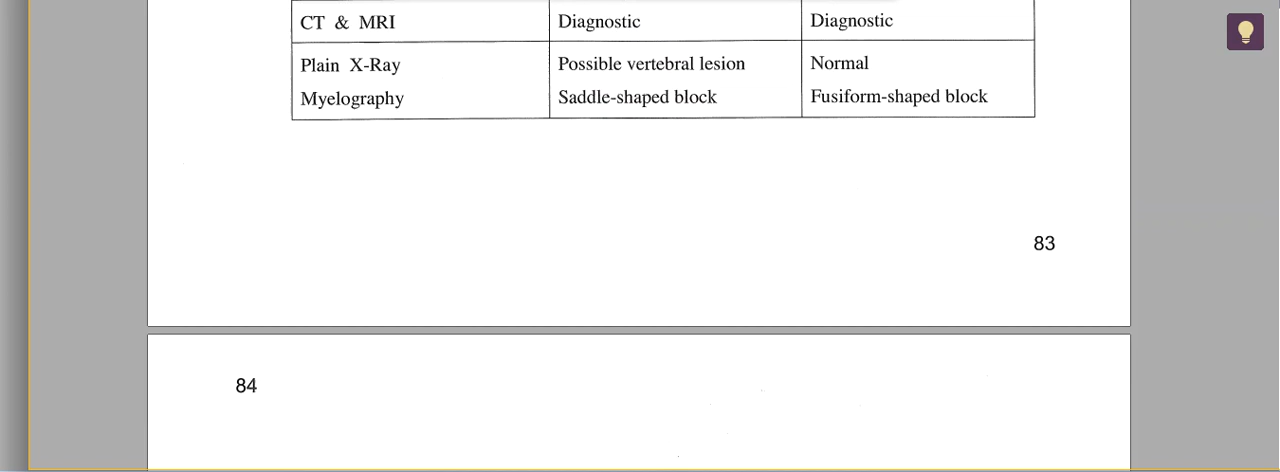 CT & MRI Diagnostic Diagnostic
Plain X-Ray Possible vertebral lesion Normal
Myelography Saddle-shaped block Fusiform-shaped block
83
84